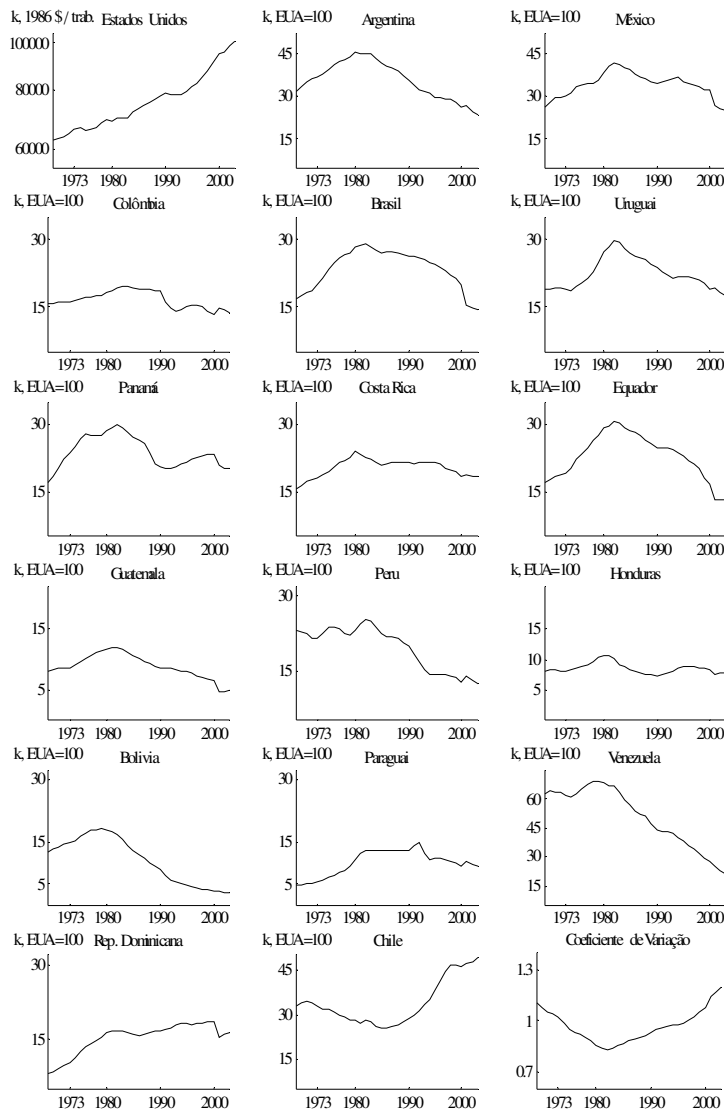 k, 1986 $/ trab. Estados Unidos
100000
80000
60000
1973 1980 1990 2000
k, EUA=100 Argentina
45
30
15
1973 1980 1990 2000
k, EUA=100 México
45
30
15
1973 1980 1990 2000
k, EUA=100 Colômbia
30
15
1973 1980 1990 2000
k, EUA=100 Brasil
30
15
1973 1980 1990 2000
k, EUA=100 Uruguai
30
15
1973 1980 1990 2000
k, EUA=100 Panamá
30
15
1973 1980 1990 2000
k, EUA=100 Costa Rica
30
15
1973 1980 1990 2000
k, EUA=100 Equador
30
15
1973 1980 1990 2000
k, EUA=100 Guatemala
15
5
1973 1980 1990 2000
k, EUA=100 Peru
30
15
1973 1980 1990 2000
k, EUA=100 Honduras
15
10
5
1973 1980 1990 2000
k, EUA=100 Bolivia
30
15
5
1973 1980 1990 2000
k, EUA=100 Paraguai
30
15
5
1973 1980 1990 2000
k, EUA=100 Venezuela
60
45
30
15
1973 1980 1990 2000
k, EUA=100 Rep. Dominicana
30
15
1973 1980 1990 2000
k, EUA=100 Chile
45
30
15
1973 1980 1990 2000
Coeficiente de Variação
1.3
1
0.7
1973 1980 1990 2000